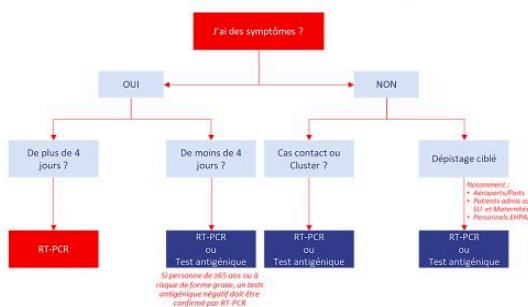 J'ai des symptômes ?
OUI
NON
De plus de 4
jours ?
De moins de 4
jours ?
Cas contact ou
Cluster ?
Dépistage ciblé
Notamment :
• Aéroports/Ports
• Patients admis au
SU et Maternités
• Personnels EHPA
RT-PCR
RT-PCR
ou
Test antigénique
RT-PCR
ou
Test antigénique
RT-PCR
ou
Test antigénique
Si personne de ≥65 ans ou à
risque de forme grave, un tests
antigénique négatif doit être
confirmé par RT-PCR